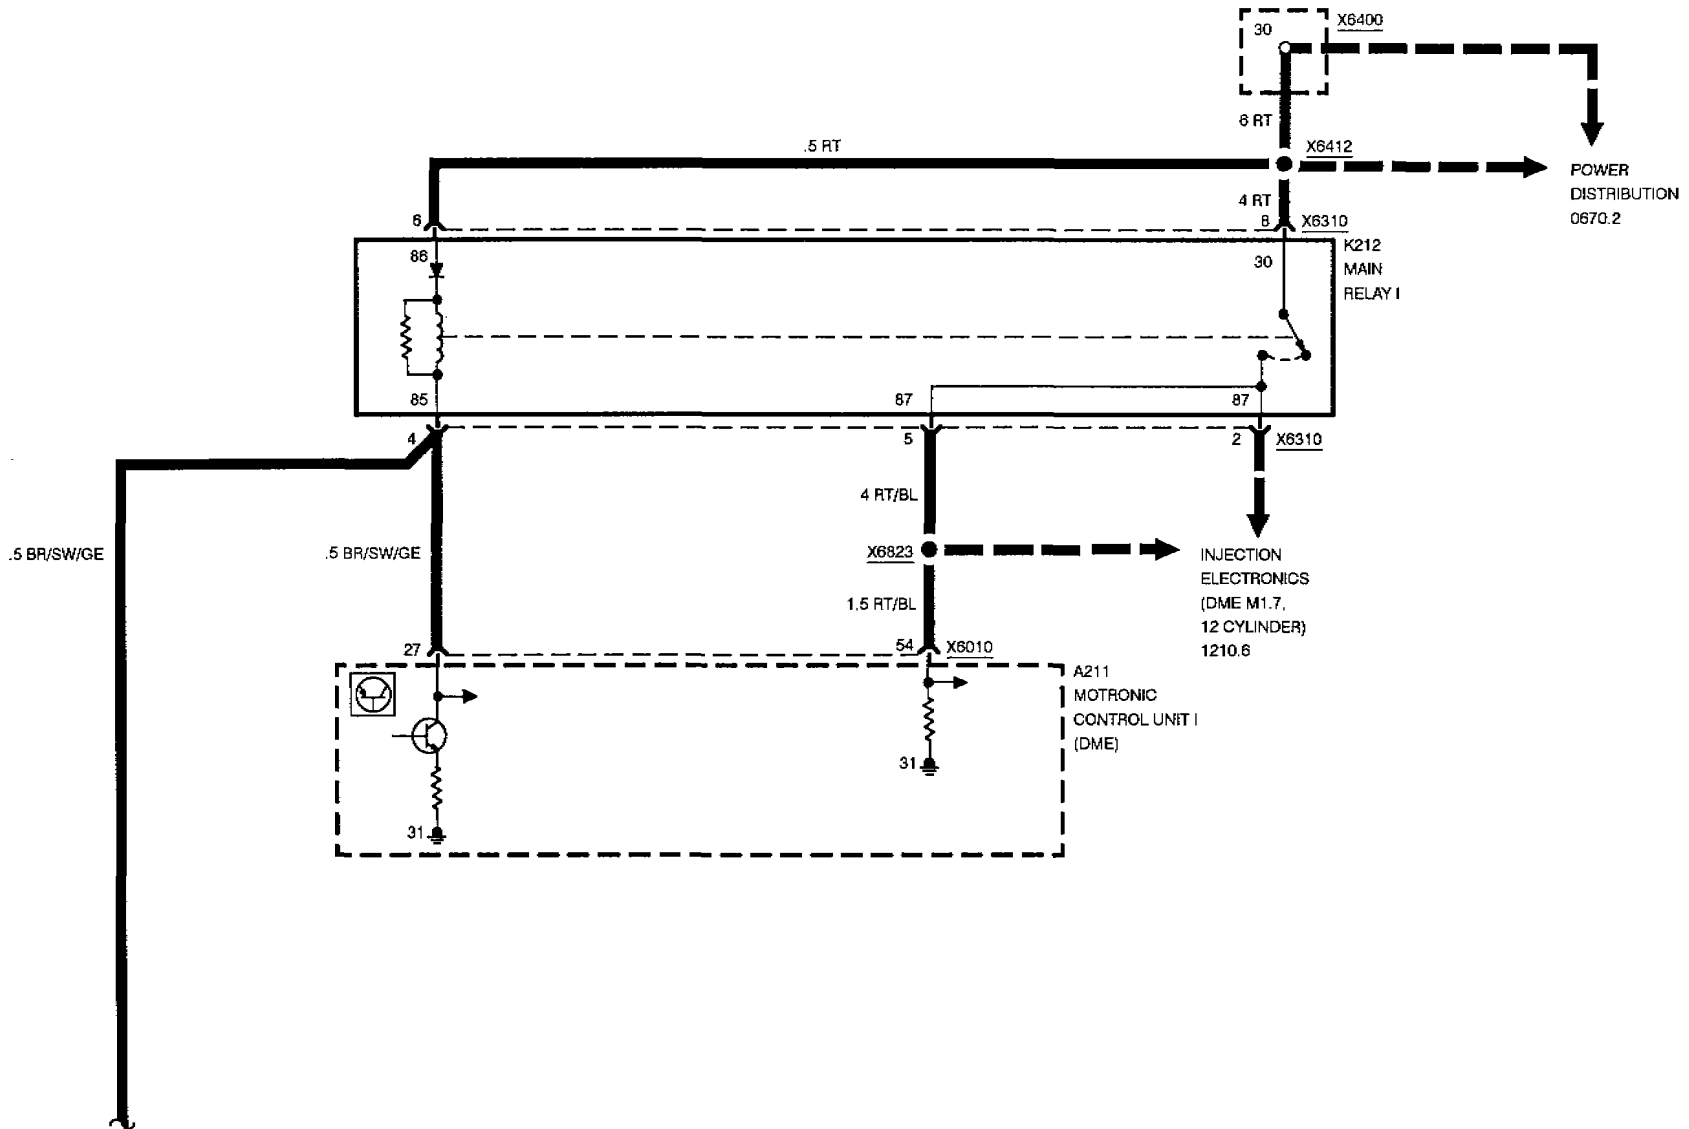 30
X6400
6 RT
.5 RT
X6412
POWER
DISTRIBUTION
0670.2
4 RT
6
8
X6310
K212
MAIN
RELAY I
86
30
85
87
87
4
5
2
X6310
4 RT/BL
.5 BR/SW/GE
.5 BR/SW/GE
X6823
INJECTION
ELECTRONICS
(DME M1.7,
12 CYLINDER)
1210.6
1.5 RT/BL
27
54
X6010
A211
MOTRONIC
CONTROL UNIT I
(DME)
31
31